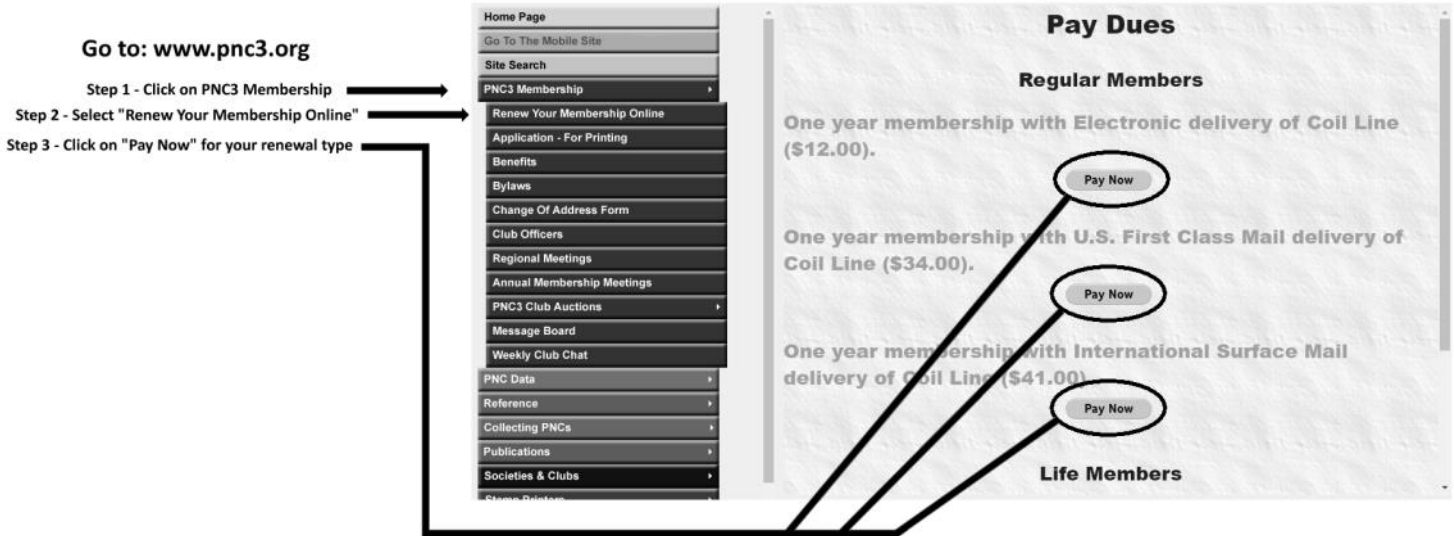 Go to: www.pnc3.org
Step 1 - Click on PNC3 Membership
Step 2 - Select "Renew Your Membership Online"
Step 3 - Click on "Pay Now" for your renewal type
Home Page
Go To The Mobile Site
Site Search
PNC3 Membership
Renew Your Membership Online
Application - For Printing
Benefits
Bylaws
Change Of Address Form
Club Officers
Regional Meetings
Annual Membership Meetings
PNC3 Club Auctions
Message Board
Weekly Club Chat
PNC Data
Reference
Collecting PNCs
Publications
Societies & Clubs
Stamp Printers
Pay Dues
Regular Members
One year membership with Electronic delivery of Coil Line
($12.00).
Pay Now
One year membership with U.S. First Class Mail delivery of
Coil Line ($34.00).
Pay Now
One year membership with International Surface Mail
delivery of Coil Line ($41.00)
Pay Now
Life Members